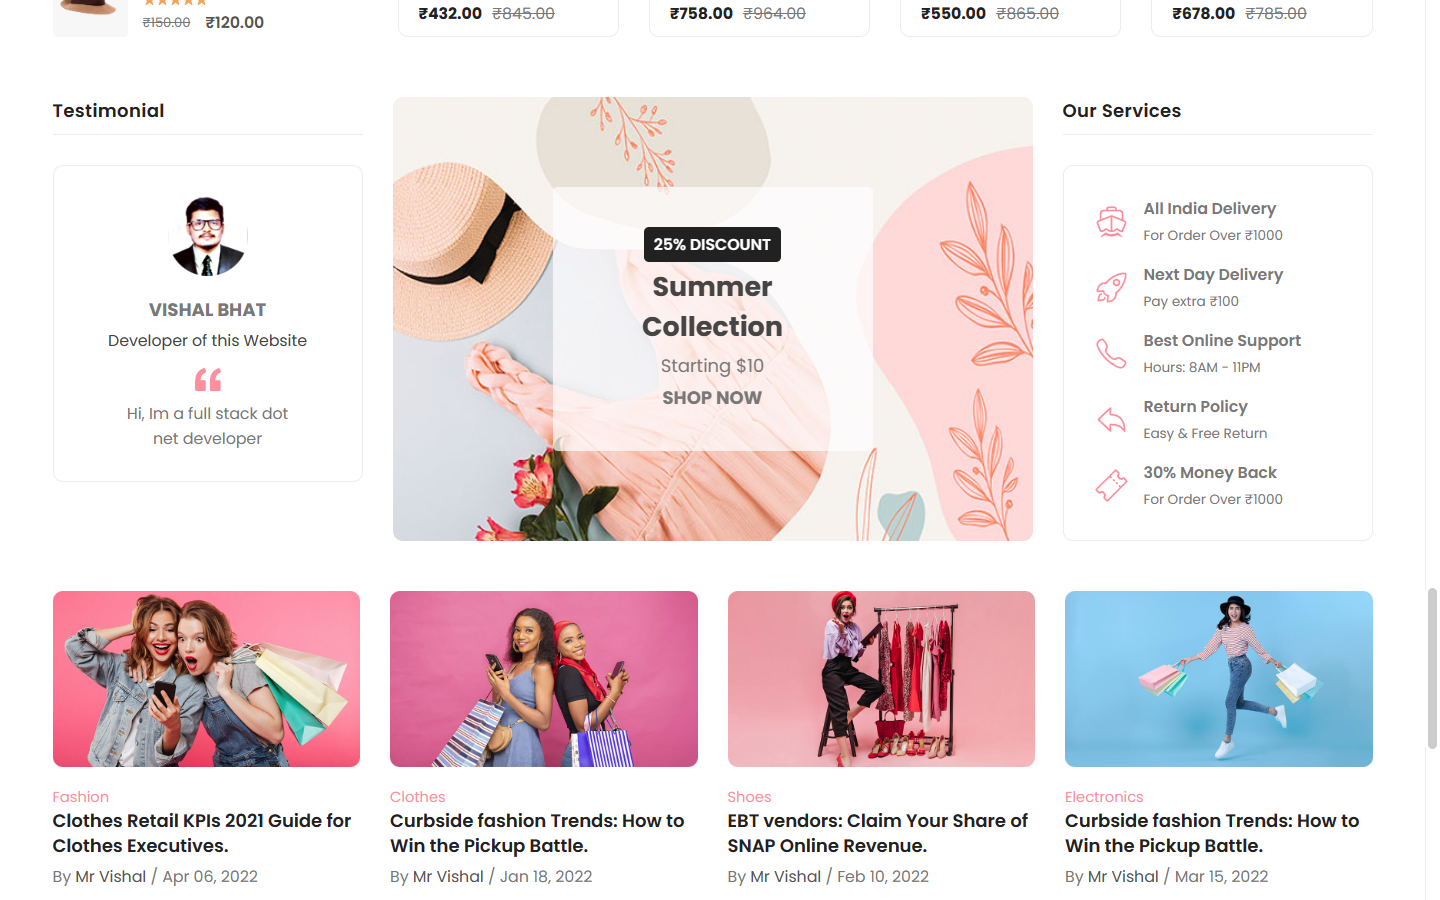 ₹150.00 ₹120.00
₹432.00 ₹845.00
₹758.00 ₹964.00
₹550.00 ₹865.00
₹678.00 ₹785.00
Testimonial
VISHAL BHAT
Developer of this Website
Hi, Im a full stack dot
net developer
25% DISCOUNT
Summer
Collection
Starting $10
SHOP NOW
Our Services
All India Delivery
For Order Over ₹1000
Next Day Delivery
Pay extra ₹100
Best Online Support
Hours: 8AM - 11PM
Return Policy
Easy & Free Return
30% Money Back
For Order Over ₹1000
Fashion
Clothes Retail KPIs 2021 Guide for
Clothes Executives.
By Mr Vishal / Apr 06, 2022
Clothes
Curbside fashion Trends: How to
Win the Pickup Battle.
By Mr Vishal / Jan 18, 2022
Shoes
EBT vendors: Claim Your Share of
SNAP Online Revenue.
By Mr Vishal / Feb 10, 2022
Electronics
Curbside fashion Trends: How to
Win the Pickup Battle.
By Mr Vishal / Mar 15, 2022